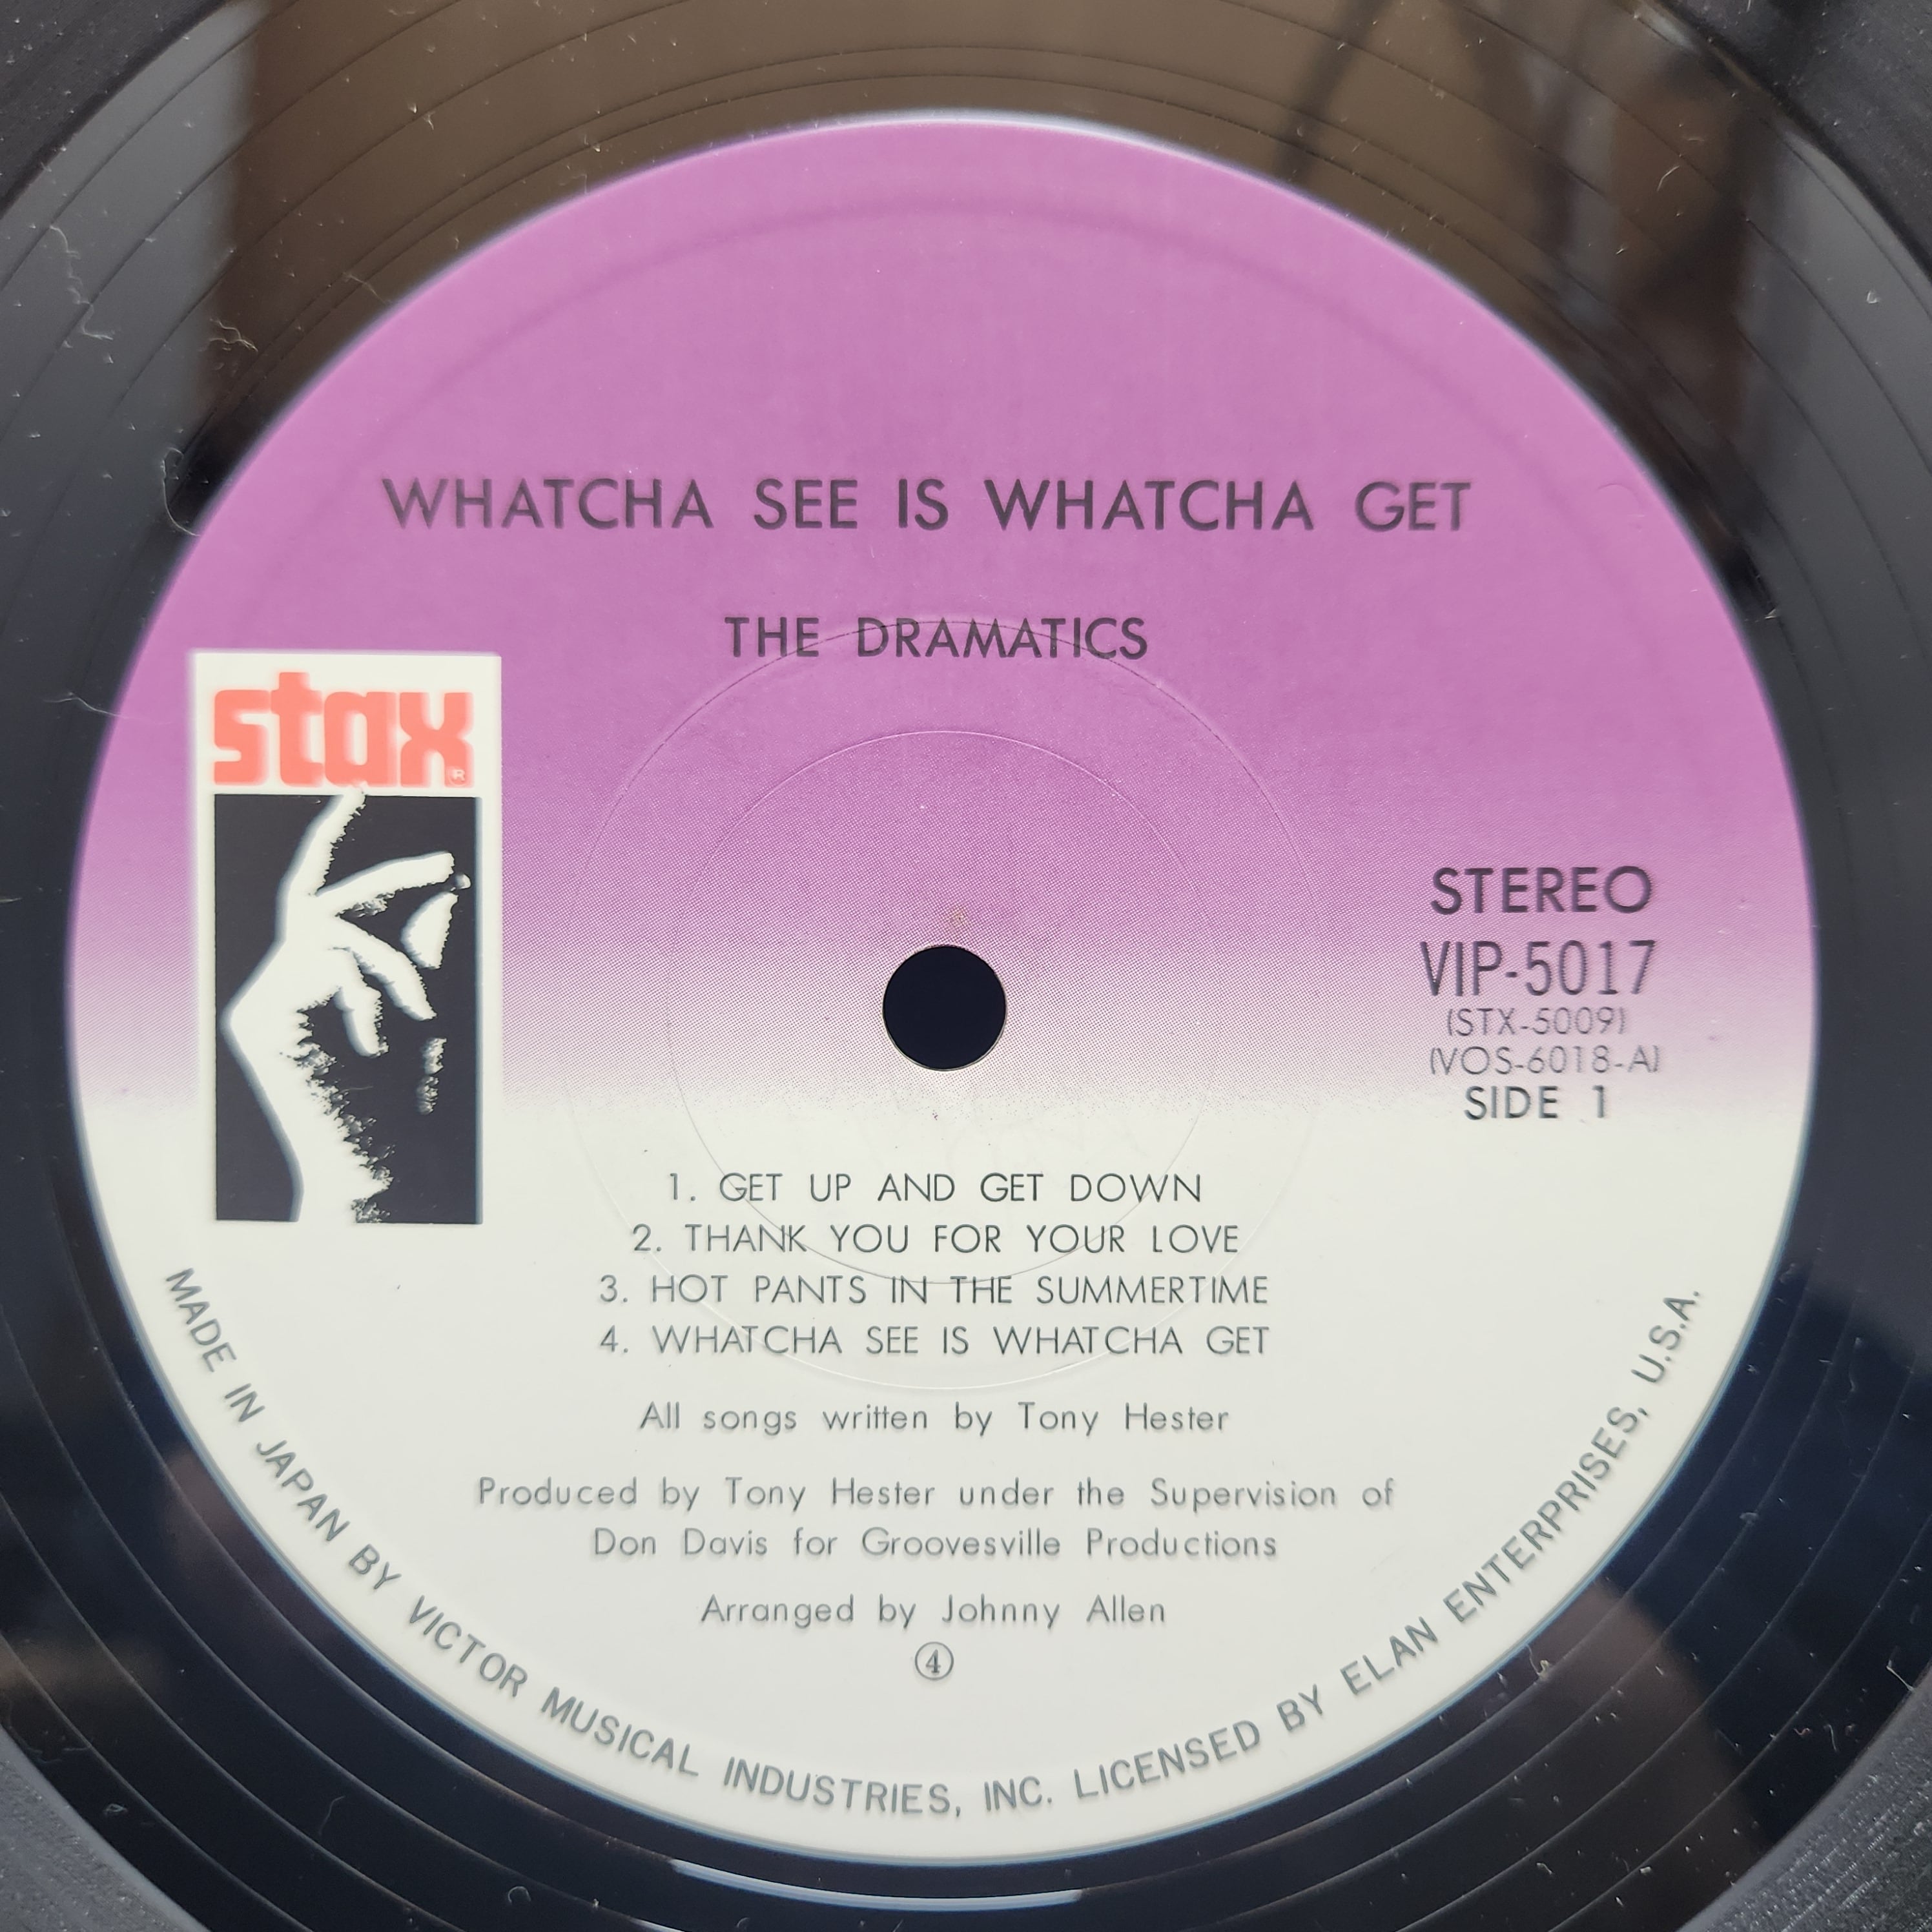 WHATCHA SEE IS WHATCHA GET
THE DRAMATICS
stax
®
STEREO
VIP-5017
(STX-5009)
(VOS-6018-A)
SIDE 1
1. GET UP AND GET DOWN
2. THANK YOU FOR YOUR LOVE
3. HOT PANTS IN THE SUMMERTIME
4. WHATCHA SEE IS WHATCHA GET
All songs written by Tony Hester
Produced by Tony Hester under the Supervision of
Don Davis for Groovesville Productions
Arranged by Johnny Allen
④
MADE IN JAPAN BY VICTOR MUSICAL INDUSTRIES, INC. LICENSED BY ELAN ENTERPRISES, U.S.A.